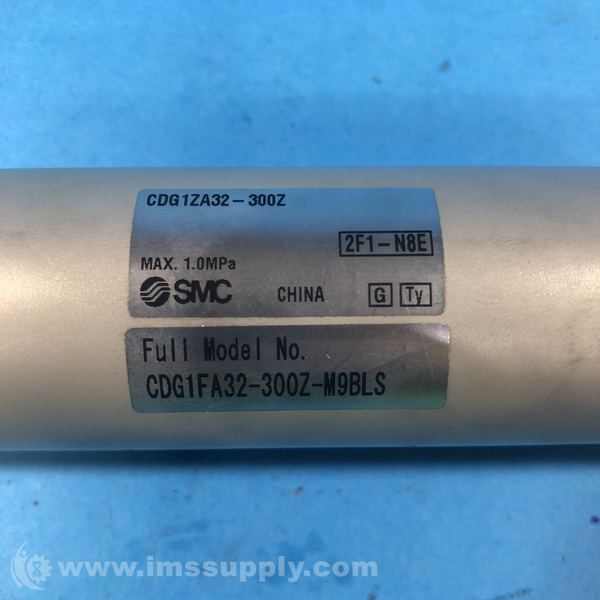 CDG1ZA32-300Z
2F1-N8E
MAX. 1.0MPa
SMC CHINA G Ty
Full Model No.
CDG1FA32-300Z-M9BLS
www.imssupply.com